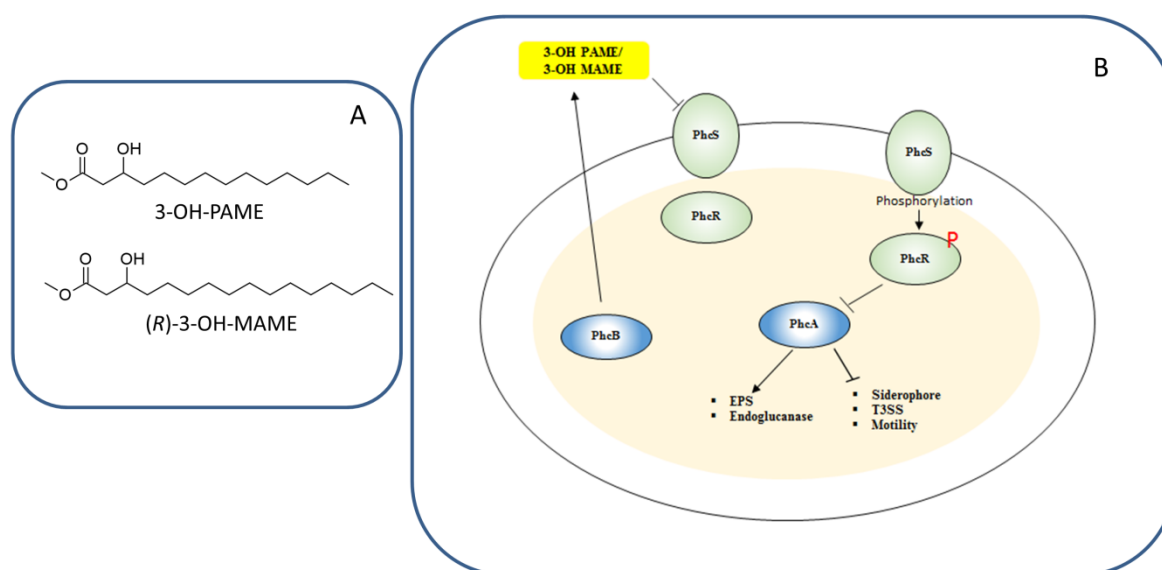 A
O
OH
O
3-OH-PAME
O
OH
O
(R)-3-OH-MAME
B
3-OH PAME/
3-OH MAME
PhcS
PhcS
Phosphorylation
PhcR
P
PhcR
PhcB
PhcA
▪ EPS
▪ Endoglucanase
▪ Siderophore
▪ T3SS
▪ Motility